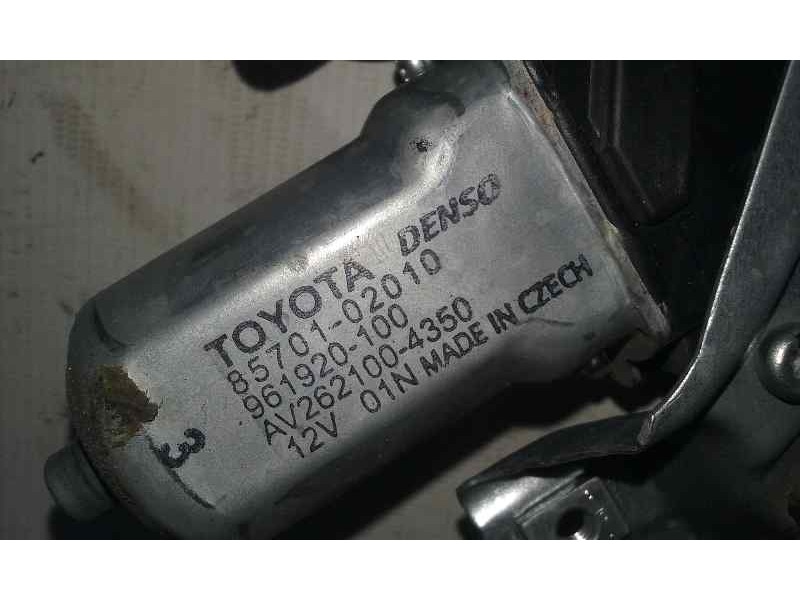 TOYOTA DENSO
85701-02010
961920-100
AV262100-4350
12V 01N MADE IN CZECH
3